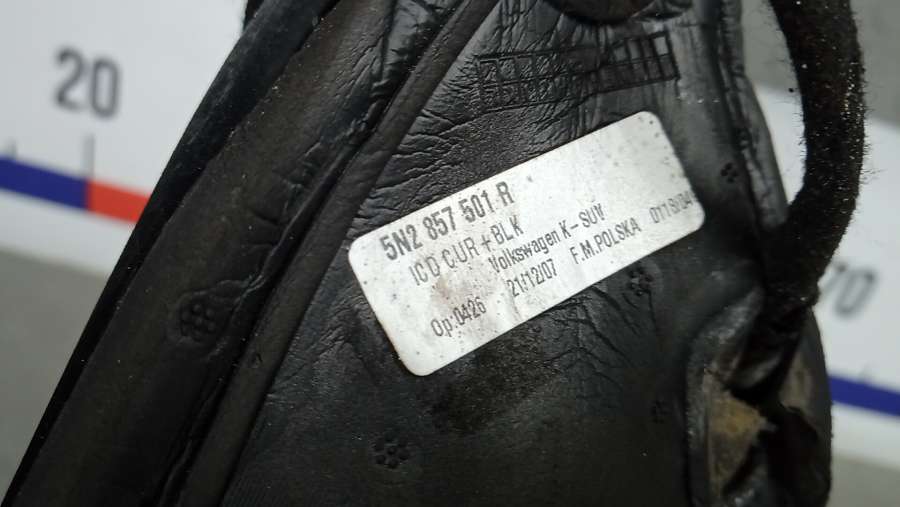 20
5N2 857 501 R
ICD CUR+BLK
Volkswagen K-SUV
Op:0426 21/12/07 F.M.POLSKA
70